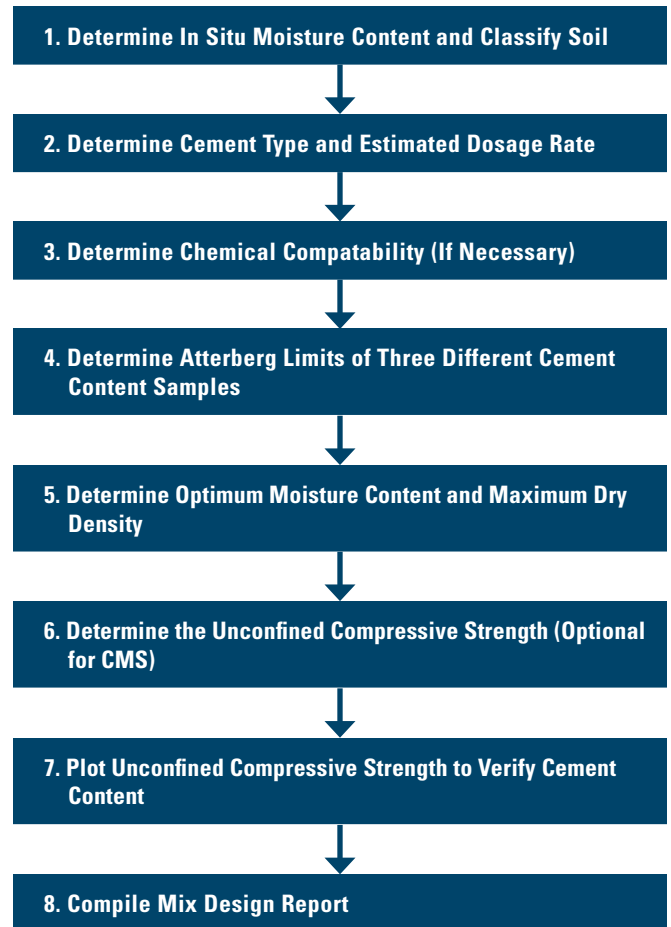 1. Determine In Situ Moisture Content and Classify Soil
2. Determine Cement Type and Estimated Dosage Rate
3. Determine Chemical Compatability (If Necessary)
4. Determine Atterberg Limits of Three Different Cement
Content Samples
5. Determine Optimum Moisture Content and Maximum Dry
Density
6. Determine the Unconfined Compressive Strength (Optional
for CMS)
7. Plot Unconfined Compressive Strength to Verify Cement
Content
8. Compile Mix Design Report